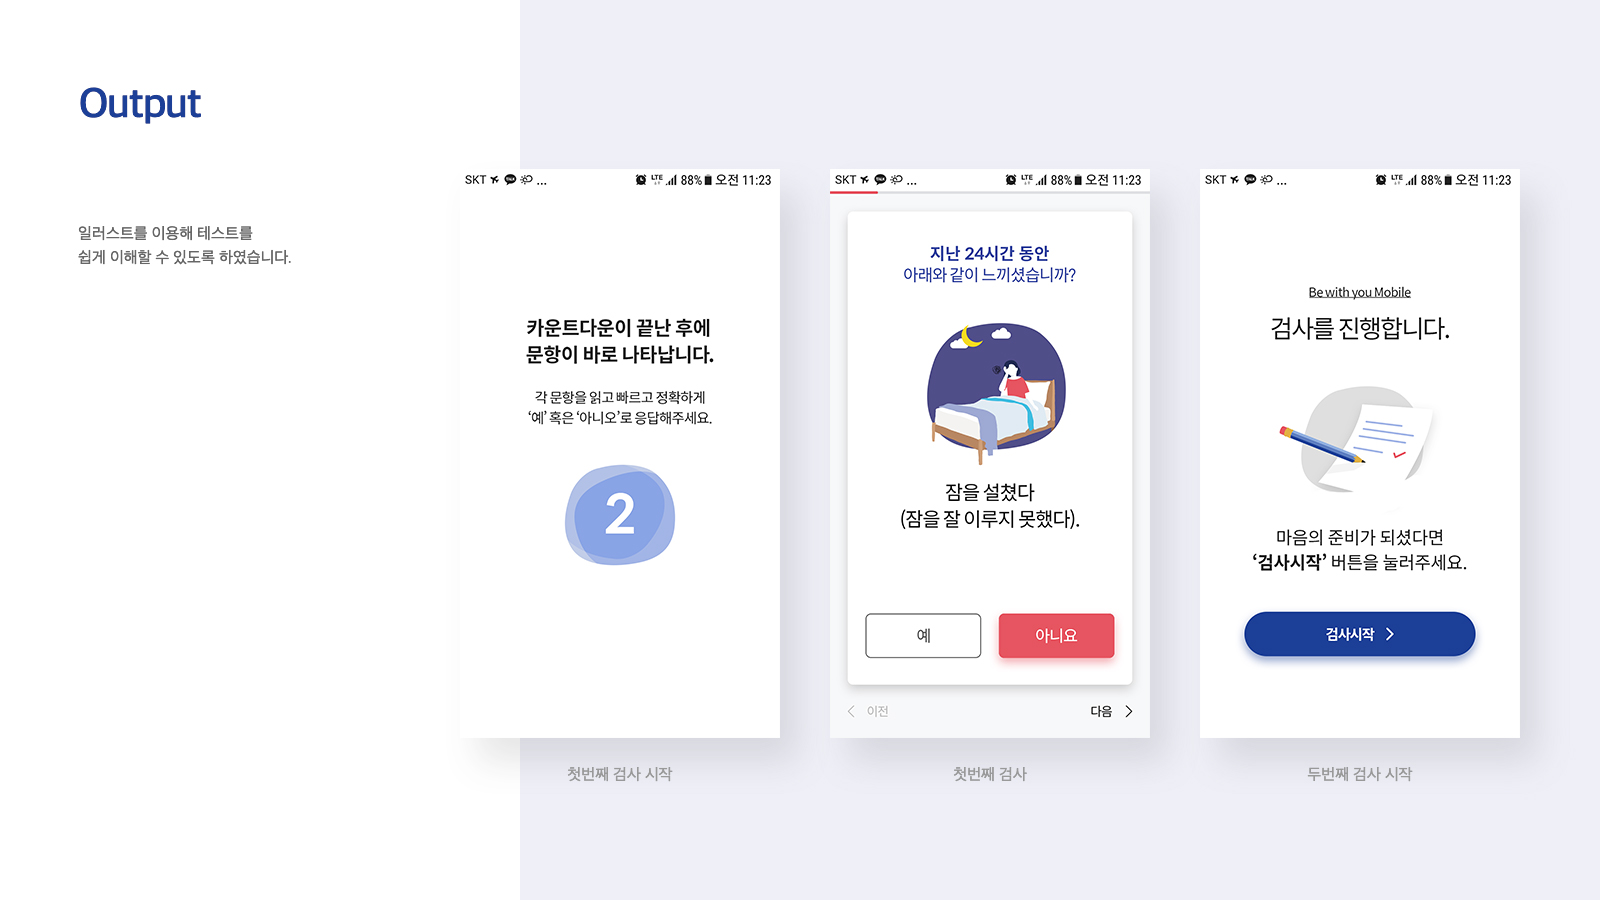 Output
일러스트를 이용해 테스트를
쉽게 이해할 수 있도록 하였습니다.
SKT ... LTE 88% 오전 11:23
카운트다운이 끝난 후에
문항이 바로 나타납니다.
각 문항을 읽고 빠르고 정확하게
‘예’ 혹은 ‘아니오’로 응답해주세요.
2
첫번째 검사 시작
SKT ... LTE 88% 오전 11:23
지난 24시간 동안
아래와 같이 느끼셨습니까?
잠을 설쳤다
(잠을 잘 이루지 못했다).
예 아니요
이전 다음
첫번째 검사
SKT ... LTE 88% 오전 11:23
Be with you Mobile
검사를 진행합니다.
마음의 준비가 되셨다면
‘검사시작’ 버튼을 눌러주세요.
검사시작
두번째 검사 시작